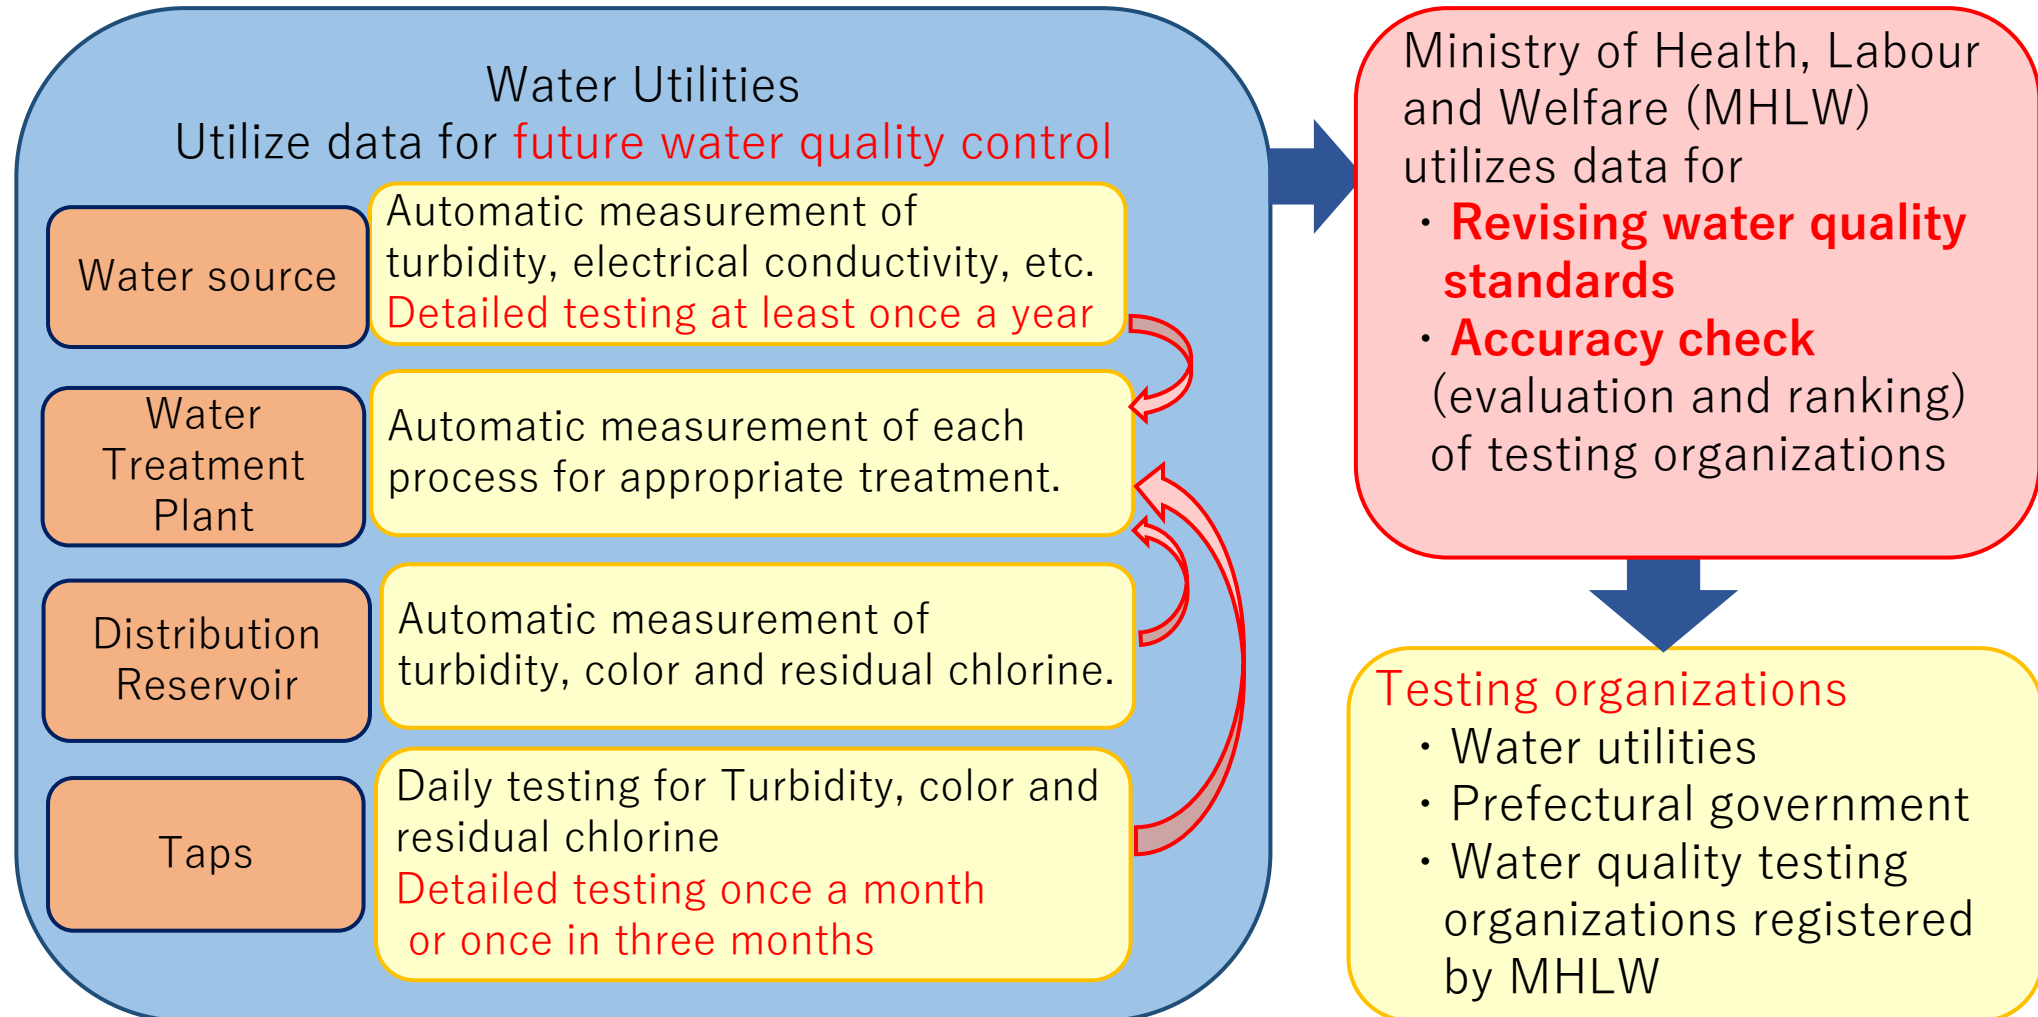 Water Utilities
Utilize data for future water quality control
Water source
Automatic measurement of
turbidity, electrical conductivity, etc.
Detailed testing at least once a year
Water
Treatment
Plant
Automatic measurement of each
process for appropriate treatment.
Distribution
Reservoir
Automatic measurement of
turbidity, color and residual chlorine.
Taps
Daily testing for Turbidity, color and
residual chlorine
Detailed testing once a month
or once in three months
Ministry of Health, Labour
and Welfare (MHLW)
utilizes data for
・Revising water quality
standards
・Accuracy check
(evaluation and ranking)
of testing organizations
Testing organizations
・Water utilities
・Prefectural government
・Water quality testing
organizations registered
by MHLW